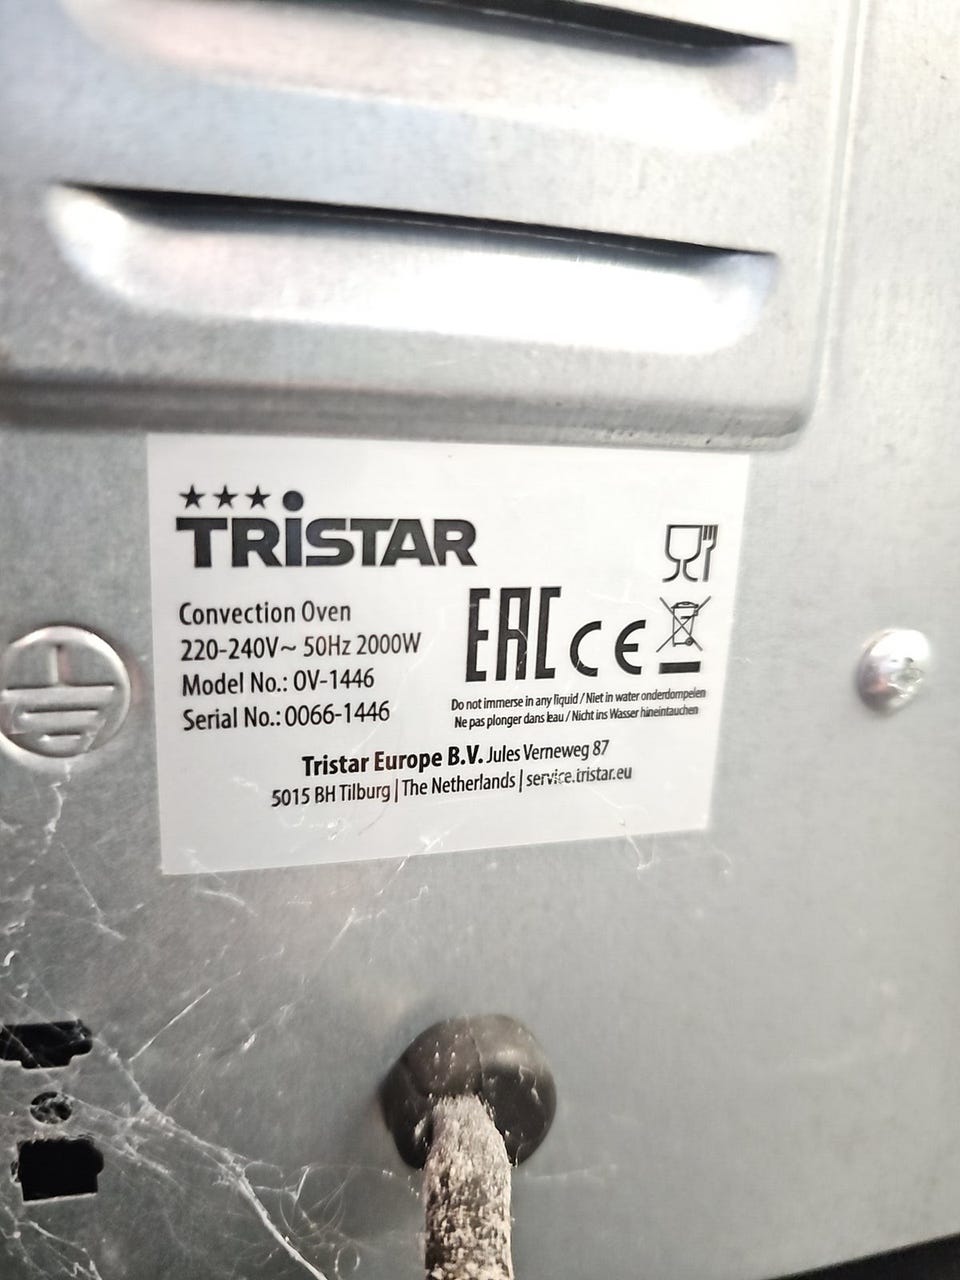 TRiSTAR
Convection Oven
220-240V~ 50Hz 2000W
Model No.: OV-1446
Serial No.: 0066-1446
EAC CE
Do not immerse in any liquid / Niet in water onderdompelen
Ne pas plonger dans l'eau / Nicht ins Wasser hineintauchen
Tristar Europe B.V. Jules Verneweg 87
5015 BH Tilburg | The Netherlands | service.tristar.eu